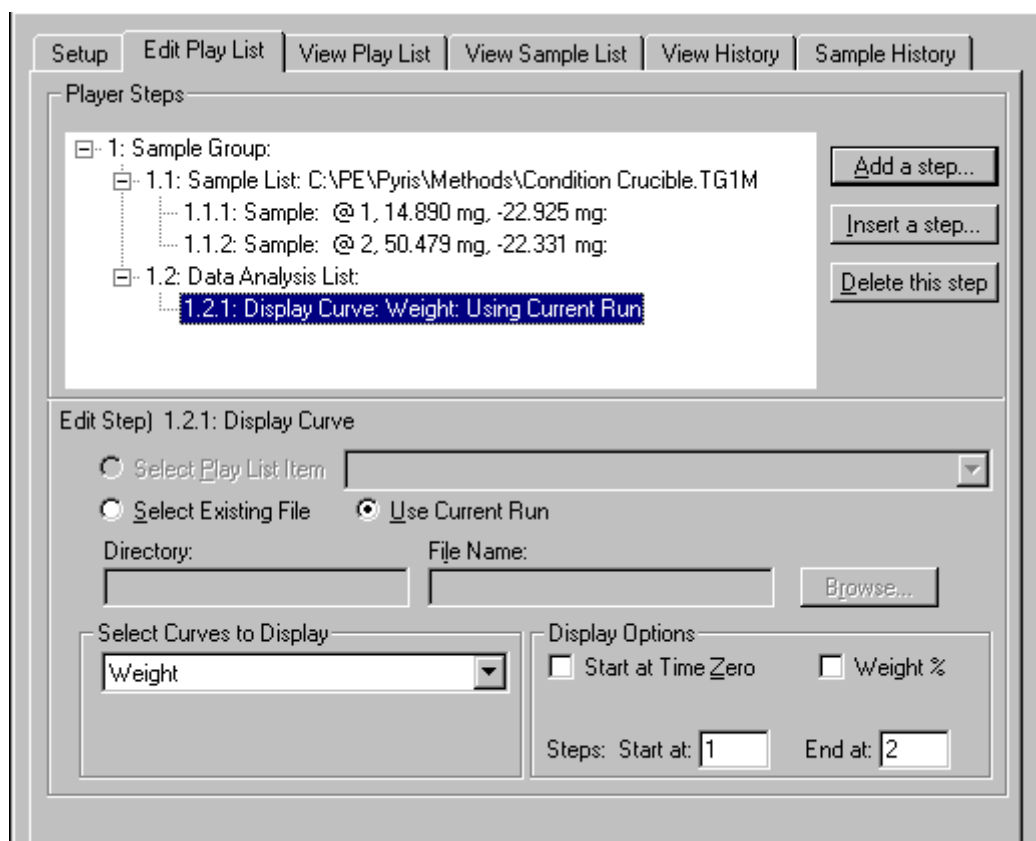 Setup Edit Play List View Play List View Sample List View History Sample History
Player Steps
1: Sample Group:
1.1: Sample List: C:\PE\Pyris\Methods\Condition Crucible.TG1M
1.1.1: Sample: @ 1, 14.890 mg, -22.925 mg:
1.1.2: Sample: @ 2, 50.479 mg, -22.331 mg:
1.2: Data Analysis List:
1.2.1: Display Curve: Weight: Using Current Run
Add a step...
Insert a step...
Delete this step
Edit Step) 1.2.1: Display Curve
Select Play List Item
Select Existing File Use Current Run
Directory: File Name:
Browse...
Select Curves to Display
Weight
Display Options
Start at Time Zero Weight %
Steps: Start at: 1 End at: 2